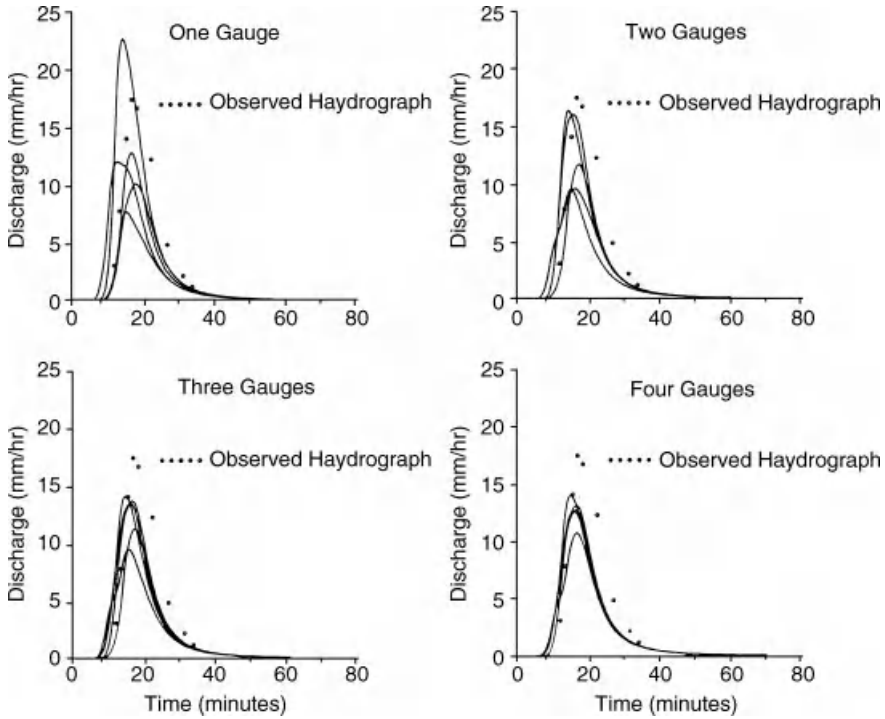 One Gauge
Observed Haydrograph
Discharge (mm/hr)
25
20
15
10
5
0
0 20 40 60 80
Two Gauges
Observed Haydrograph
Discharge (mm/hr)
25
20
15
10
5
0
0 20 40 60 80
Three Gauges
Observed Haydrograph
Discharge (mm/hr)
25
20
15
10
5
0
0 20 40 60 80
Time (minutes)
Four Gauges
Observed Haydrograph
Discharge (mm/hr)
25
20
15
10
5
0
0 20 40 60 80
Time (minutes)